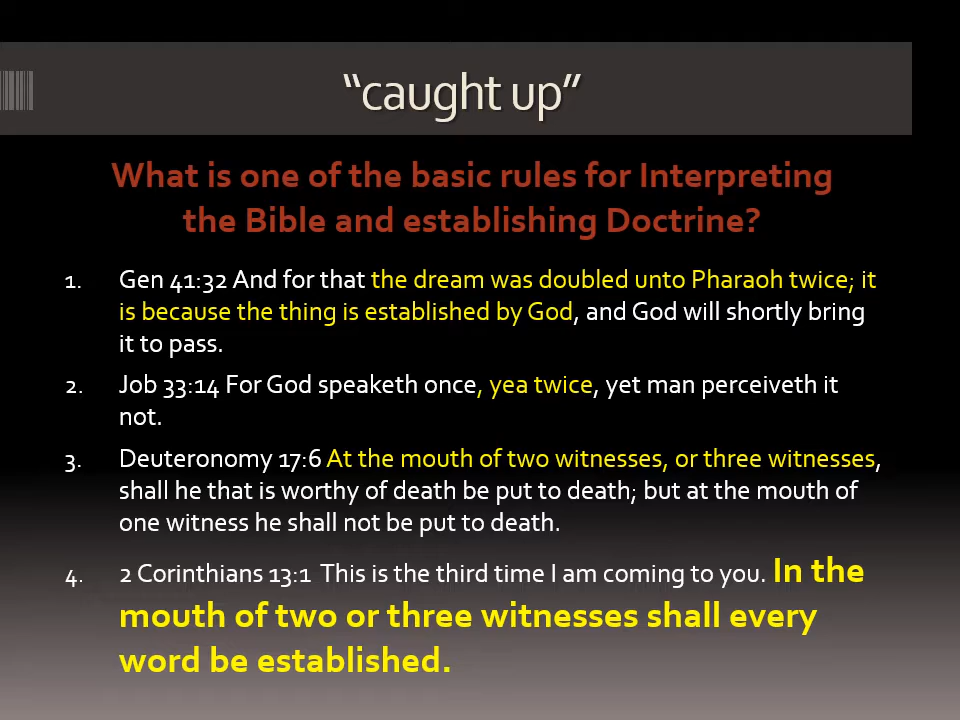 “caught up”
What is one of the basic rules for Interpreting
the Bible and establishing Doctrine?
1. Gen 41:32 And for that the dream was doubled unto Pharaoh twice; it
is because the thing is established by God, and God will shortly bring
it to pass.
2. Job 33:14 For God speaketh once, yea twice, yet man perceiveth it
not.
3. Deuteronomy 17:6 At the mouth of two witnesses, or three witnesses,
shall he that is worthy of death be put to death; but at the mouth of
one witness he shall not be put to death.
4. 2 Corinthians 13:1 This is the third time I am coming to you. In the
mouth of two or three witnesses shall every
word be established.